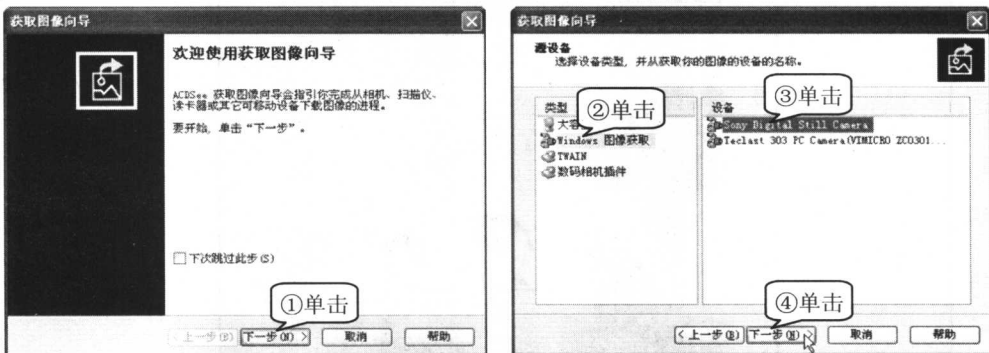 获取图像向导
欢迎使用获取图像向导
ACDSee 获取图像向导会指引你完成从相机、扫描仪、
读卡器或其它可移动设备下载图像的进程。
要开始，单击“下一步”。
下次跳过此步(S)
①单击
<上一步(B)
下一步(N)>
取消
帮助
获取图像向导
源设备
选择设备类型，并从获取你的图像的设备的名称。
类型
②单击
大容
Windows 图像获取
TWAIN
数码相机插件
设备
③单击
Sony Digital Still Camera
Teclast 303 PC Camera(VIMICRO ZC0301...
④单击
<上一步(B)
下一步(N)>
取消
帮助